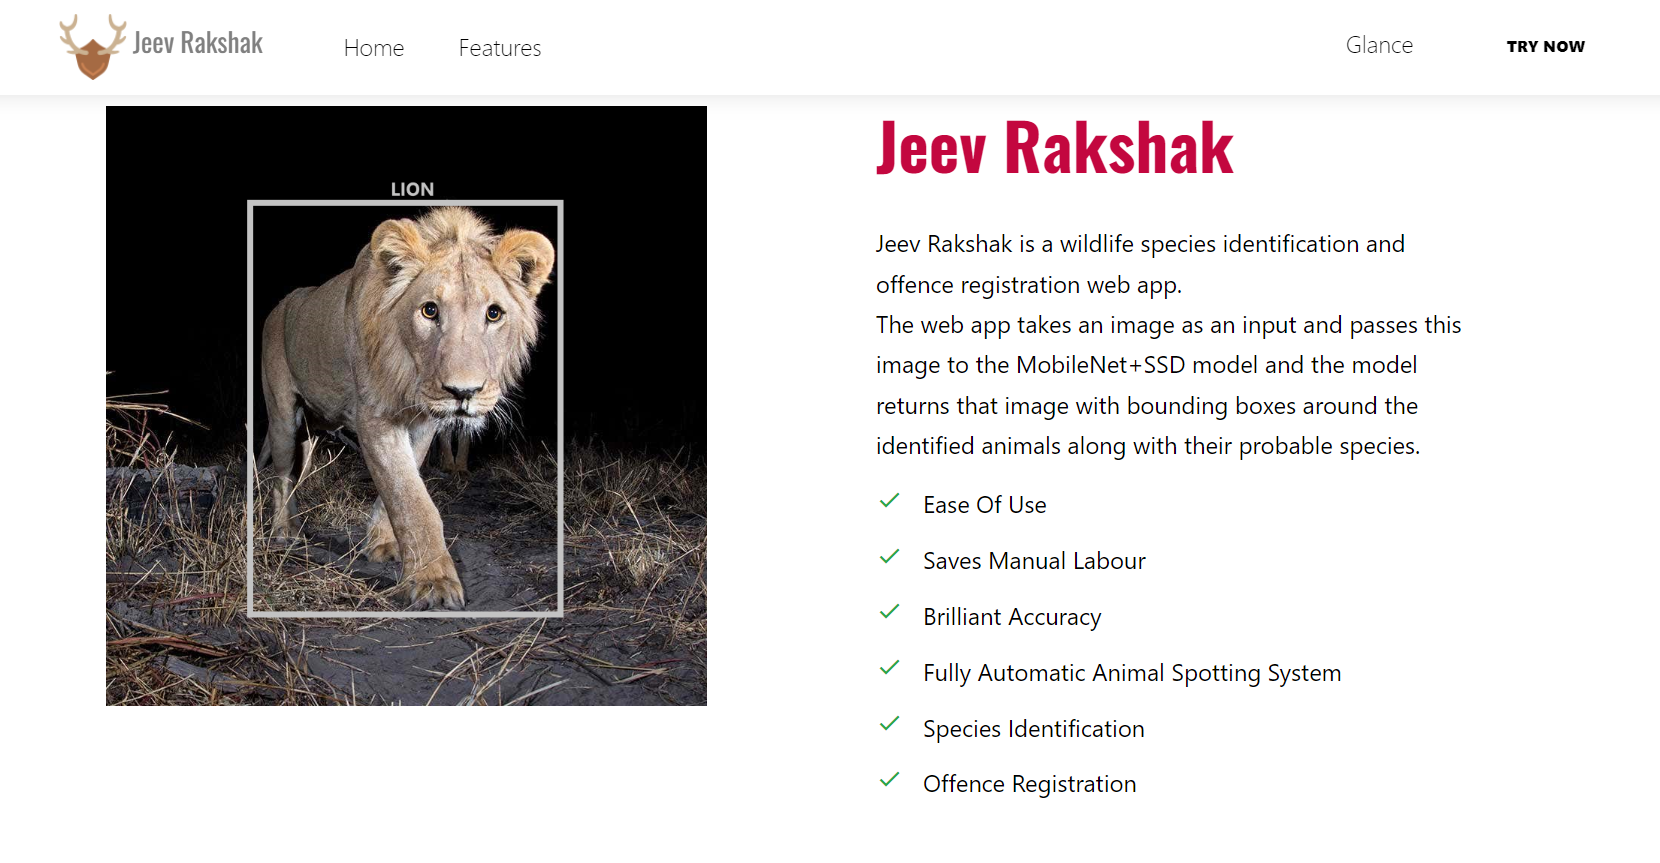 Jeev Rakshak
Home
Features
Glance
TRY NOW
LION
Jeev Rakshak
Jeev Rakshak is a wildlife species identification and
offence registration web app.
The web app takes an image as an input and passes this
image to the MobileNet+SSD model and the model
returns that image with bounding boxes around the
identified animals along with their probable species.
Ease Of Use
Saves Manual Labour
Brilliant Accuracy
Fully Automatic Animal Spotting System
Species Identification
Offence Registration